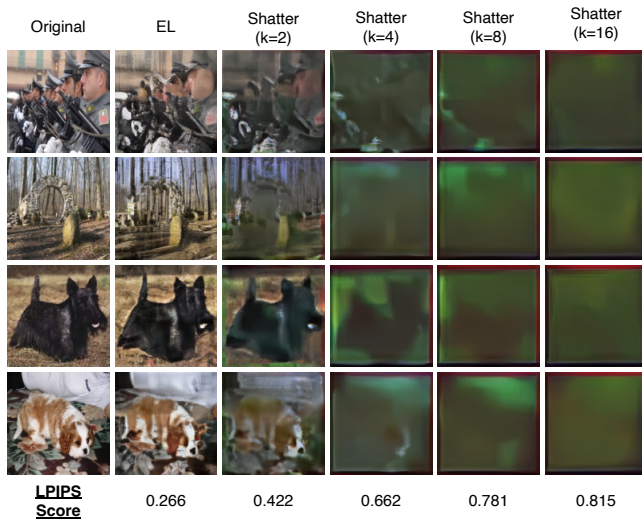 Original EL Shatter (k=2) Shatter (k=4) Shatter (k=8) Shatter (k=16)
LPIPS Score 0.266 0.422 0.662 0.781 0.815